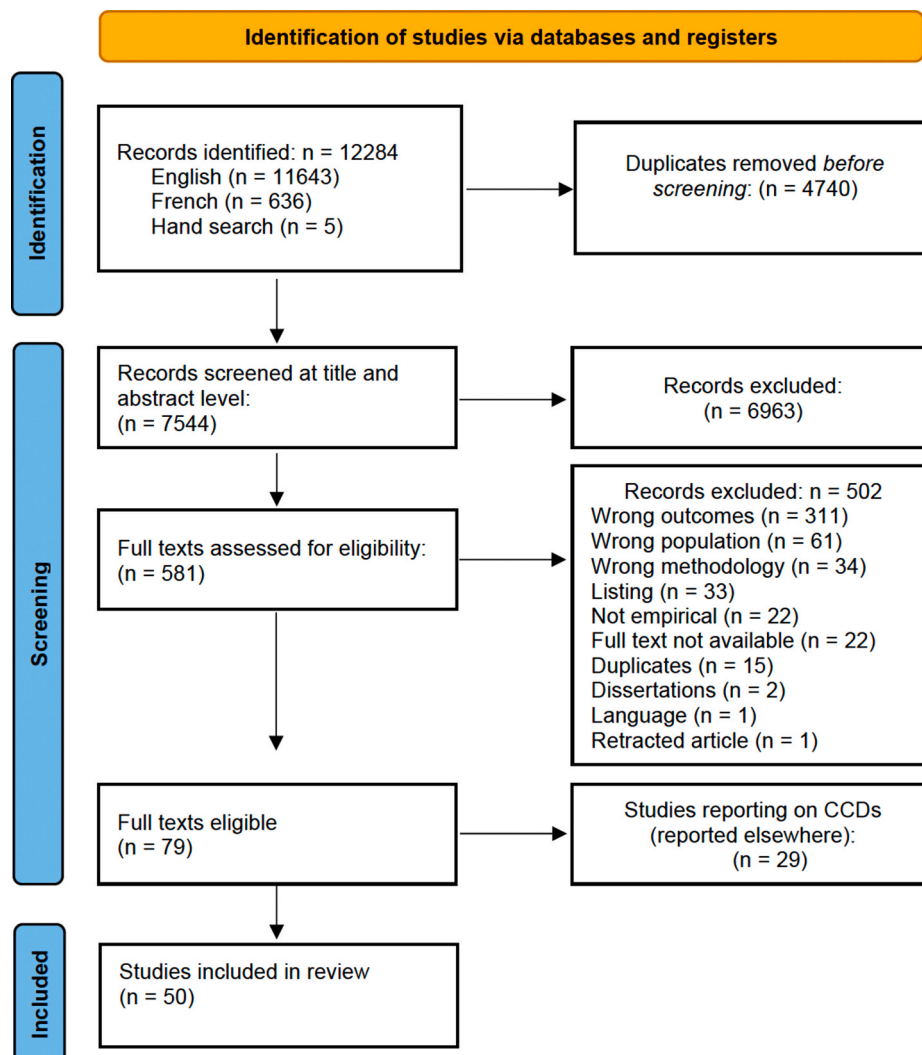 Identification of studies via databases and registers
Identification
Records identified: n = 12284
English (n = 11643)
French (n = 636)
Hand search (n = 5)
Duplicates removed before
screening: (n = 4740)
Screening
Records screened at title and
abstract level:
(n = 7544)
Records excluded:
(n = 6963)
Full texts assessed for eligibility:
(n = 581)
Records excluded: n = 502
Wrong outcomes (n = 311)
Wrong population (n = 61)
Wrong methodology (n = 34)
Listing (n = 33)
Not empirical (n = 22)
Full text not available (n = 22)
Duplicates (n = 15)
Dissertations (n = 2)
Language (n = 1)
Retracted article (n = 1)
Full texts eligible
(n = 79)
Studies reporting on CCDs
(reported elsewhere):
(n = 29)
Included
Studies included in review
(n = 50)